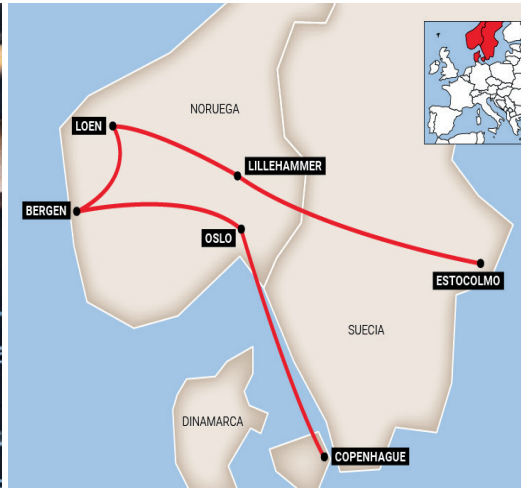 NORUEGA
LOEN
LILLEHAMMER
BERGEN
OSLO
ESTOCOLMO
SUECIA
DINAMARCA
COPENHAGUE